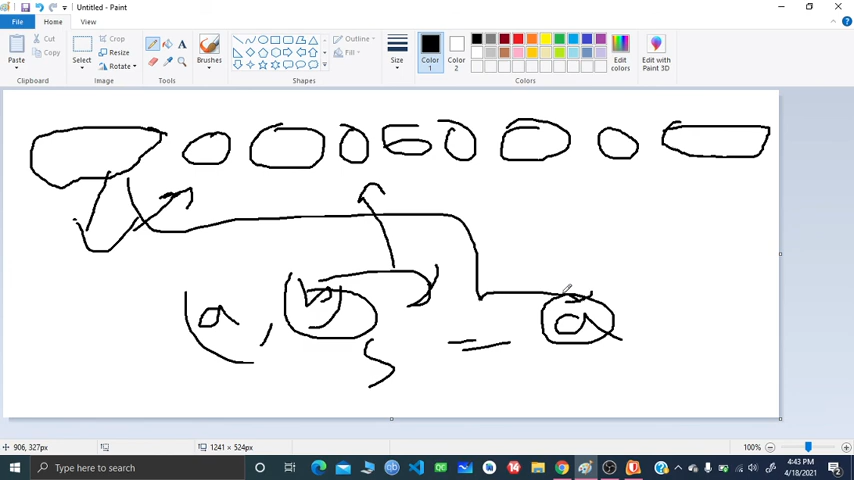 Untitled - Paint
File Home View
Paste Cut Copy Clipboard
Select Crop Resize Rotate Image
Tools
Brushes
Outline Fill Shapes
Size
Color 1 Color 2 Edit colors Edit with Paint 3D Colors
a, = a
906, 327px 1241 × 524px 100%
Type here to search 4:43 PM 4/18/2021 2